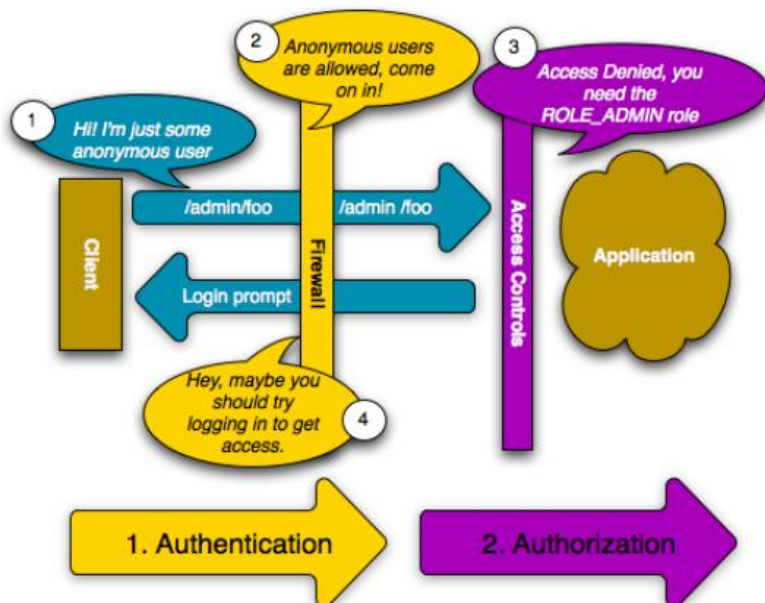 1
Hi! I'm just some
anonymous user
2
Anonymous users
are allowed, come
on in!
3
Access Denied, you
need the
ROLE_ADMIN role
Client
/admin/foo
/admin /foo
Firewall
Access Controls
Application
Login prompt
Hey, maybe you
should try
logging in to get
access.
4
1. Authentication
2. Authorization